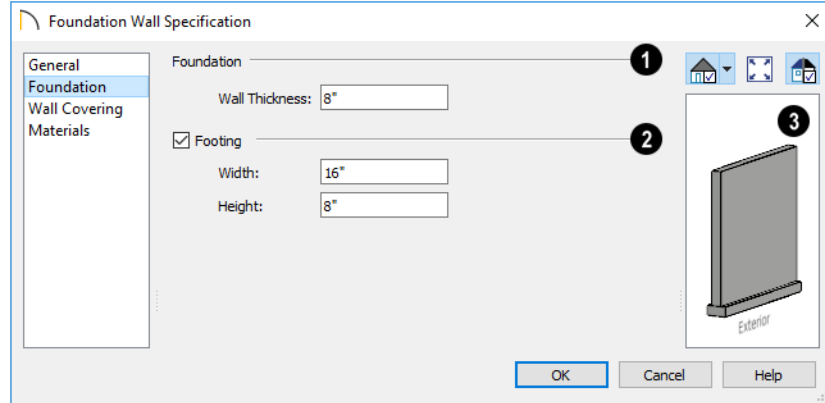 Foundation Wall Specification
General
Foundation
Wall Covering
Materials
Foundation
1
Wall Thickness: 8"
Footing
2
Width: 16"
Height: 8"
3
Exterior
OK
Cancel
Help